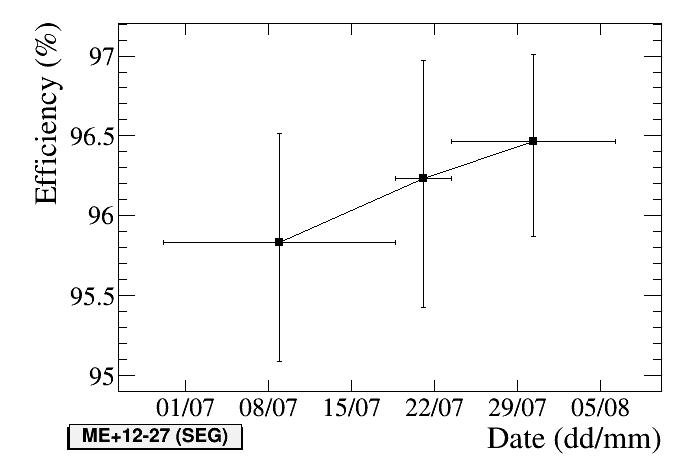 Efficiency (%)
97
96.5
96
95.5
95
01/07 08/07 15/07 22/07 29/07 05/08
ME+12-27 (SEG)
Date (dd/mm)